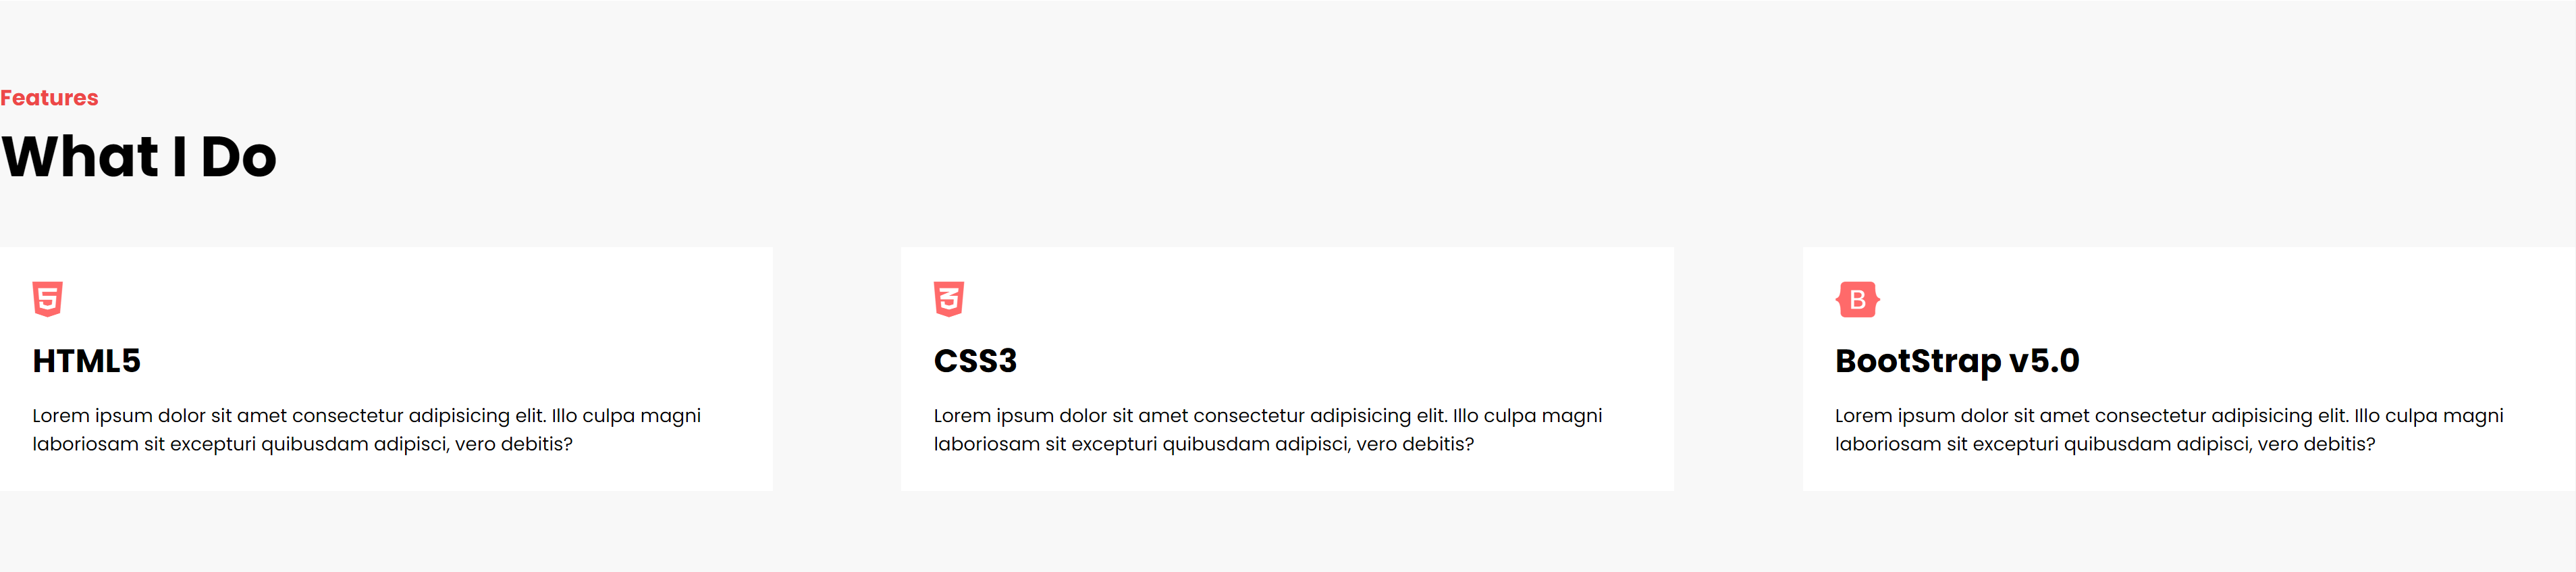 Features
What I Do
5
HTML5
Lorem ipsum dolor sit amet consectetur adipisicing elit. Illo culpa magni
laboriosam sit excepturi quibusdam adipisci, vero debitis?
3
CSS3
Lorem ipsum dolor sit amet consectetur adipisicing elit. Illo culpa magni
laboriosam sit excepturi quibusdam adipisci, vero debitis?
B
BootStrap v5.0
Lorem ipsum dolor sit amet consectetur adipisicing elit. Illo culpa magni
laboriosam sit excepturi quibusdam adipisci, vero debitis?